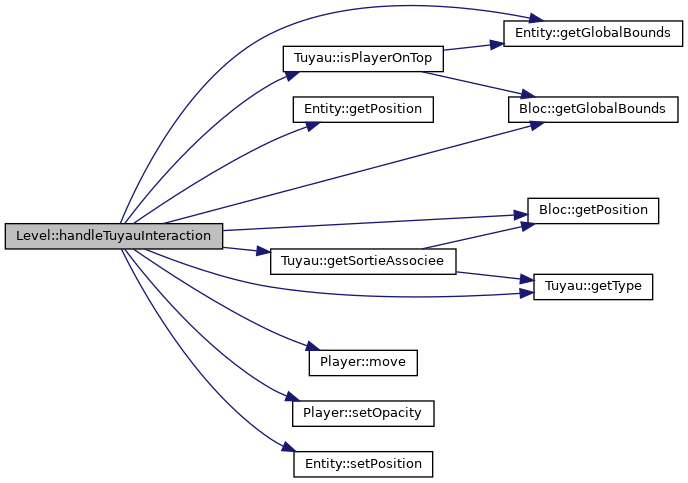 Entity::getGlobalBounds
Tuyau::isPlayerOnTop
Entity::getPosition
Bloc::getGlobalBounds
Level::handleTuyauInteraction
Bloc::getPosition
Tuyau::getSortieAssociee
Tuyau::getType
Player::move
Player::setOpacity
Entity::setPosition